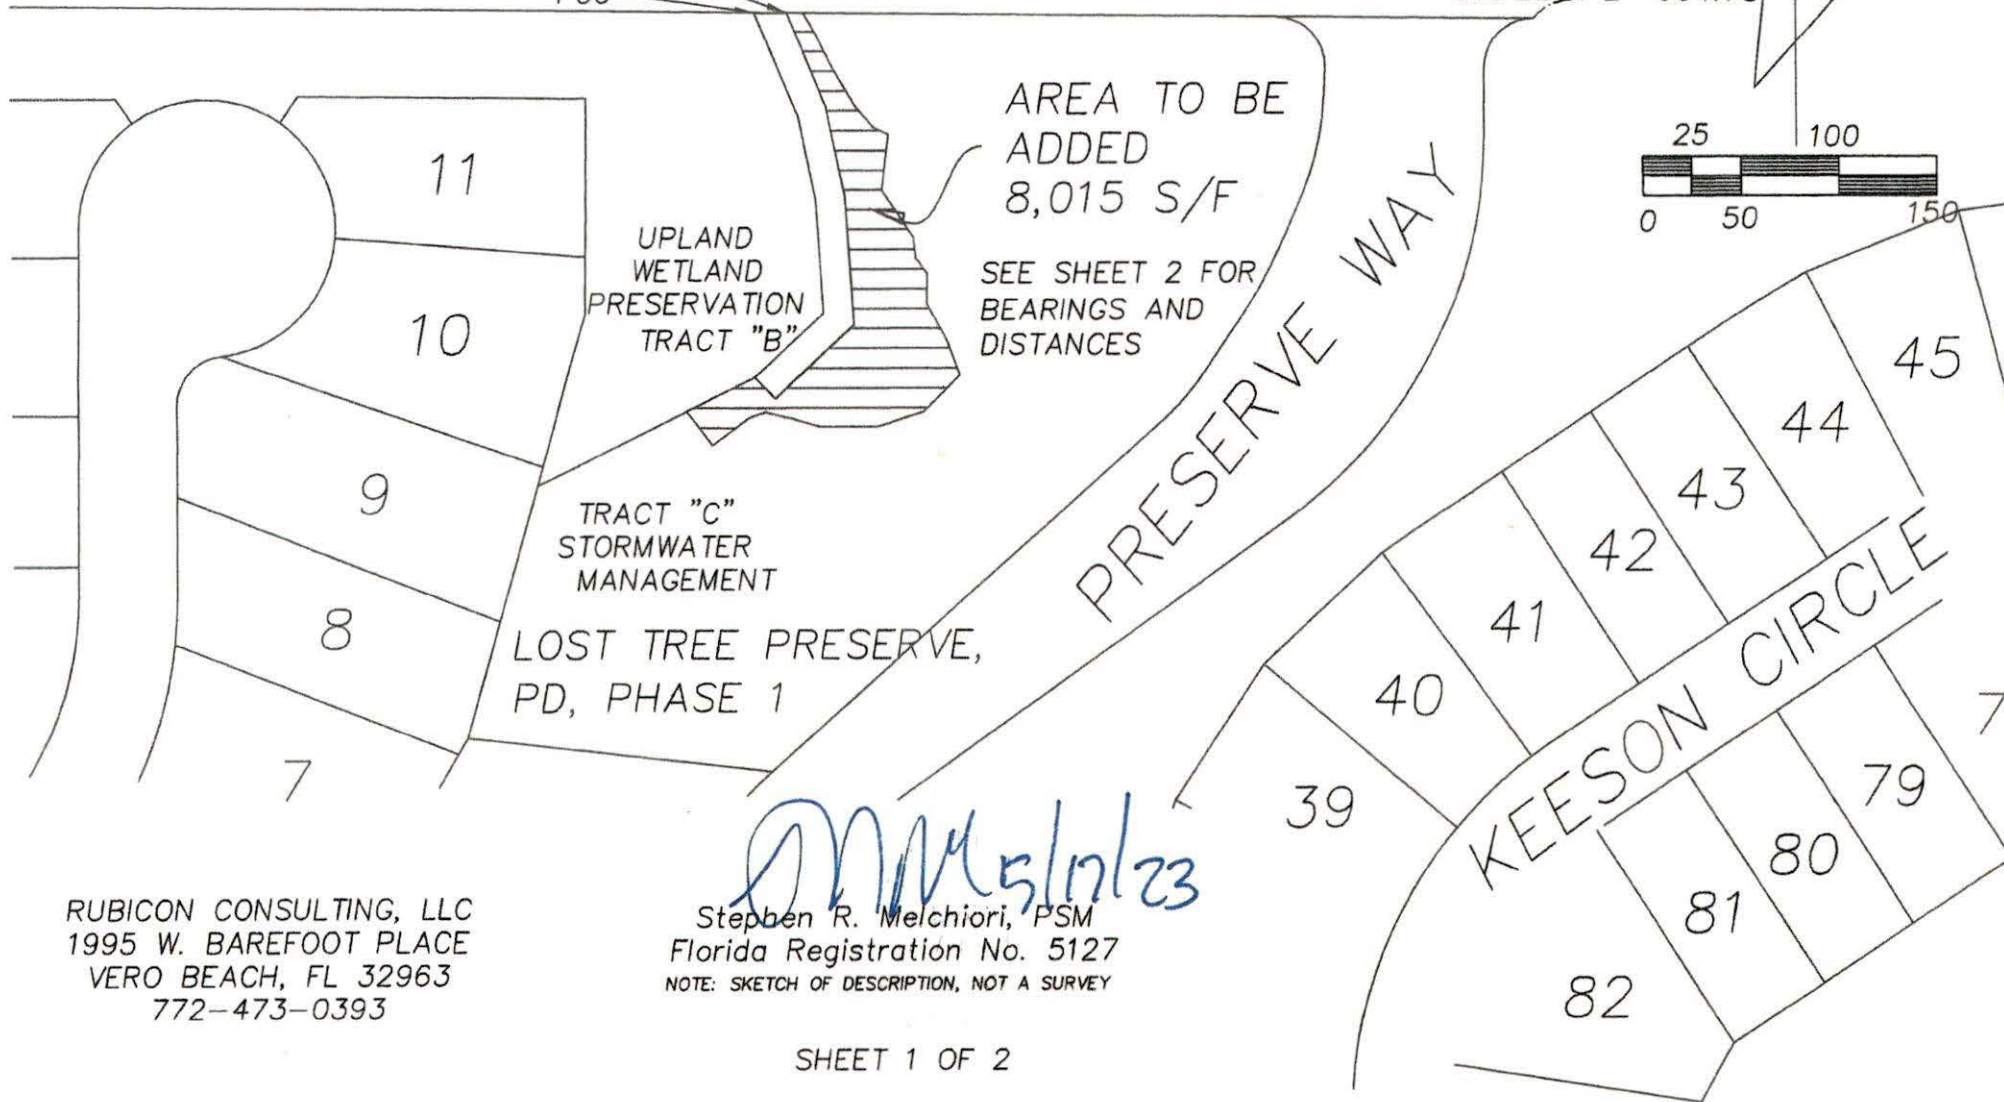 AREA TO BE
ADDED
8,015 S/F
SEE SHEET 2 FOR
BEARINGS AND
DISTANCES
25 100
0 50 150
UPLAND
WETLAND
PRESERVATION
TRACT "B"
11
10
9
8
7
TRACT "C"
STORMWATER
MANAGEMENT
LOST TREE PRESERVE,
PD, PHASE 1
PRESERVE WAY
45
44
43
42
41
40
39
KEESON CIRCLE
7
79
80
81
82
RUBICON CONSULTING, LLC
1995 W. BAREFOOT PLACE
VERO BEACH, FL 32963
772-473-0393
5/17/23
Stephen R. Melchiori, PSM
Florida Registration No. 5127
NOTE: SKETCH OF DESCRIPTION, NOT A SURVEY
SHEET 1 OF 2